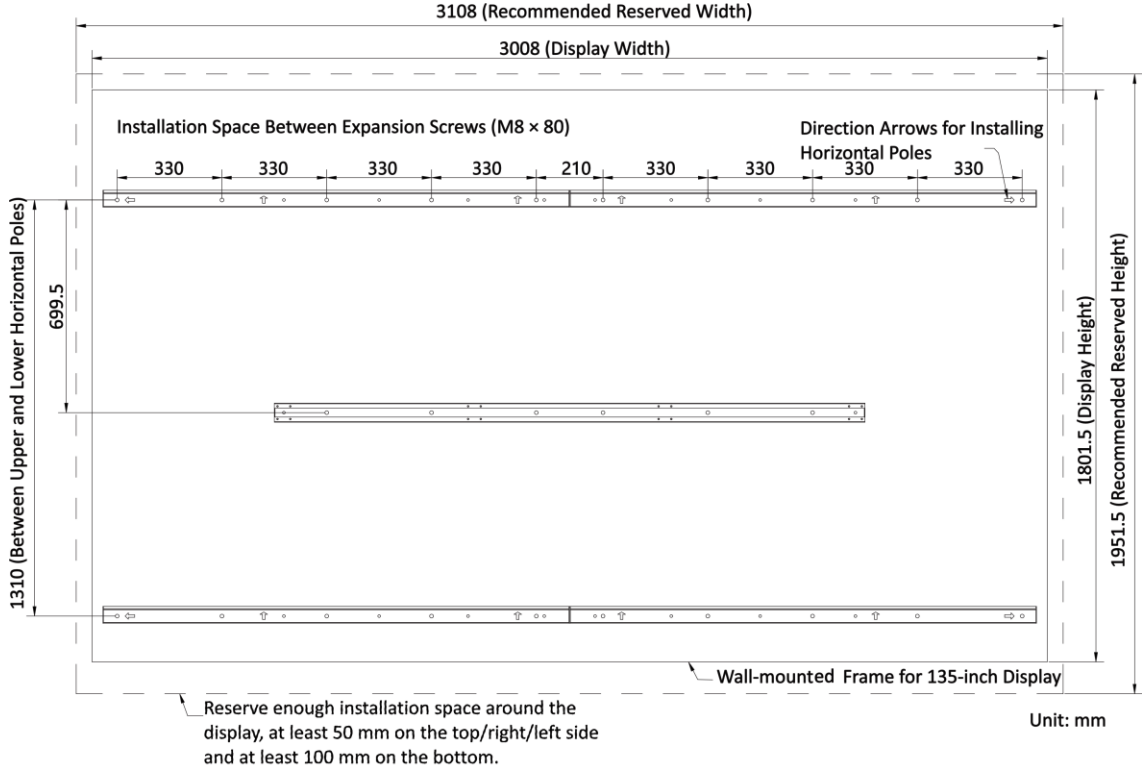 3108 (Recommended Reserved Width)
3008 (Display Width)
Installation Space Between Expansion Screws (M8 × 80)
Direction Arrows for Installing
Horizontal Poles
330 330 330 330 210 330 330 330 330
1310 (Between Upper and Lower Horizontal Poles)
699.5
1801.5 (Display Height)
1951.5 (Recommended Reserved Height)
Wall-mounted Frame for 135-inch Display
Reserve enough installation space around the
display, at least 50 mm on the top/right/left side
and at least 100 mm on the bottom.
Unit: mm